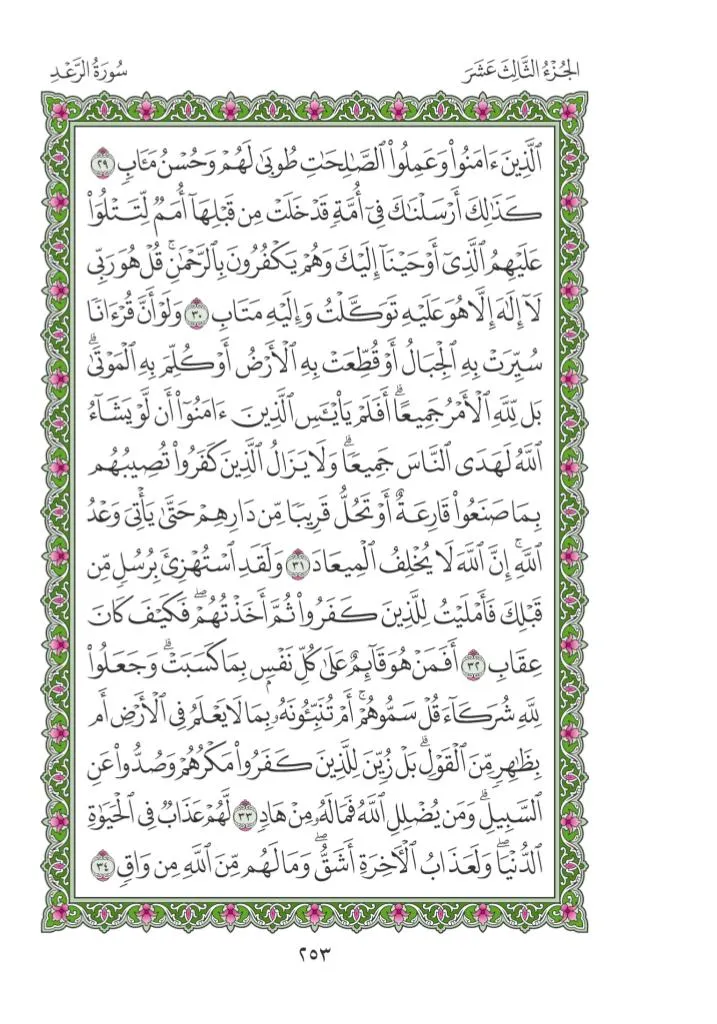 الجُزْءُ الثَّالِثَ عَشَرَ
سُورَةُ الرَّعْدِ
ٱلَّذِينَ ءَامَنُوا۟ وَعَمِلُوا۟ ٱلصَّـٰلِحَـٰتِ طُوبَىٰ لَهُمْ وَحُسْنُ مَـَٔابٍ ٢٩
كَذَٰلِكَ أَرْسَلْنَـٰكَ فِىٓ أُمَّةٍ قَدْ خَلَتْ مِن قَبْلِهَآ أُمَمٌ لِّتَتْلُوَا۟
عَلَيْهِمُ ٱلَّذِىٓ أَوْحَيْنَآ إِلَيْكَ وَهُمْ يَكْفُرُونَ بِٱلرَّحْمَـٰنِ ۚ قُلْ هُوَ رَبِّى
لَآ إِلَـٰهَ إِلَّا هُوَ عَلَيْهِ تَوَكَّلْتُ وَإِلَيْهِ مَتَابِ ٣٠ وَلَوْ أَنَّ قُرْءَانًا
سُيِّرَتْ بِهِ ٱلْجِبَالُ أَوْ قُطِّعَتْ بِهِ ٱلْأَرْضُ أَوْ كُلِّمَ بِهِ ٱلْمَوْتَىٰ ۗ
بَل لِّلَّهِ ٱلْأَمْرُ جَمِيعًا ۗ أَفَلَمْ يَا۟يْـَٔسِ ٱلَّذِينَ ءَامَنُوٓا۟ أَن لَّوْ يَشَآءُ
ٱللَّهُ لَهَدَى ٱلنَّاسَ جَمِيعًا ۗ وَلَا يَزَالُ ٱلَّذِينَ كَفَرُوا۟ تُصِيبُهُم
بِمَا صَنَعُوا۟ قَارِعَةٌ أَوْ تَحُلُّ قَرِيبًا مِّن دَارِهِمْ حَتَّىٰ يَأْتِىَ وَعْدُ
ٱللَّهِ ۚ إِنَّ ٱللَّهَ لَا يُخْلِفُ ٱلْمِيعَادَ ٣١ وَلَقَدِ ٱسْتُهْزِئَ بِرُسُلٍ مِّن
قَبْلِكَ فَأَمْلَيْتُ لِلَّذِينَ كَفَرُوا۟ ثُمَّ أَخَذْتُهُمْ ۖ فَكَيْفَ كَانَ
عِقَابِ ٣٢ أَفَمَنْ هُوَ قَآئِمٌ عَلَىٰ كُلِّ نَفْسٍۭ بِمَا كَسَبَتْ ۗ وَجَعَلُوا۟
لِلَّهِ شُرَكَآءَ قُلْ سَمُّوهُمْ ۚ أَمْ تُنَبِّـُٔونَهُۥ بِمَا لَا يَعْلَمُ فِى ٱلْأَرْضِ أَم
بِظَـٰهِرٍ مِّنَ ٱلْقَوْلِ ۗ بَلْ زُيِّنَ لِلَّذِينَ كَفَرُوا۟ مَكْرُهُمْ وَصُدُّوا۟ عَنِ
ٱلسَّبِيلِ ۗ وَمَن يُضْلِلِ ٱللَّهُ فَمَا لَهُۥ مِنْ هَادٍ ٣٣ لَّهُمْ عَذَابٌ فِى ٱلْحَيَوٰةِ
ٱلدُّنْيَا ۖ وَلَعَذَابُ ٱلْـَٔاخِرَةِ أَشَقُّ ۖ وَمَا لَهُم مِّنَ ٱللَّهِ مِن وَاقٍ ٣٤
٢٥٣